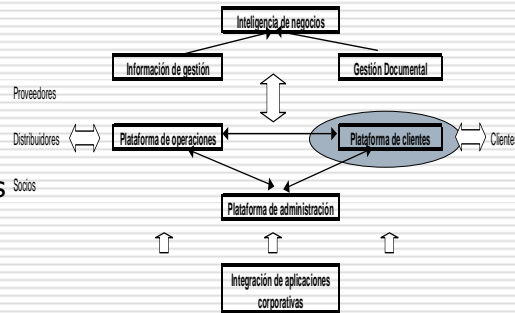 Inteligencia de negocios
Información de gestión
Gestión Documental
Proveedores
Distribuidores
Plataforma de operaciones
Plataforma de clientes
Clientes
s Socios
Plataforma de administración
Integración de aplicaciones
corporativas